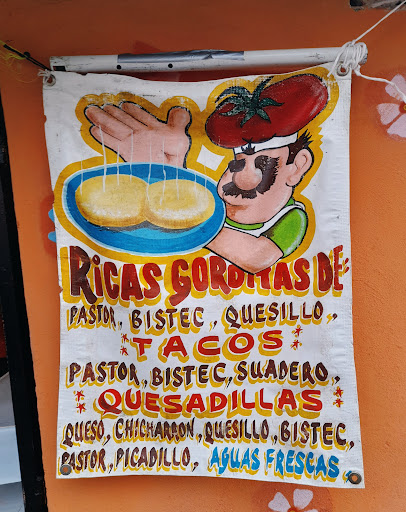 RICAS GORDITAS DE:
PASTOR, BISTEC, QUESILLO,
*TACOS*
PASTOR, BISTEC, SUADERO,
*QUESADILLAS*
QUESO, CHICHARRON, QUESILLO, BISTEC,
PASTOR, PICADILLO, AGUAS FRESCAS,